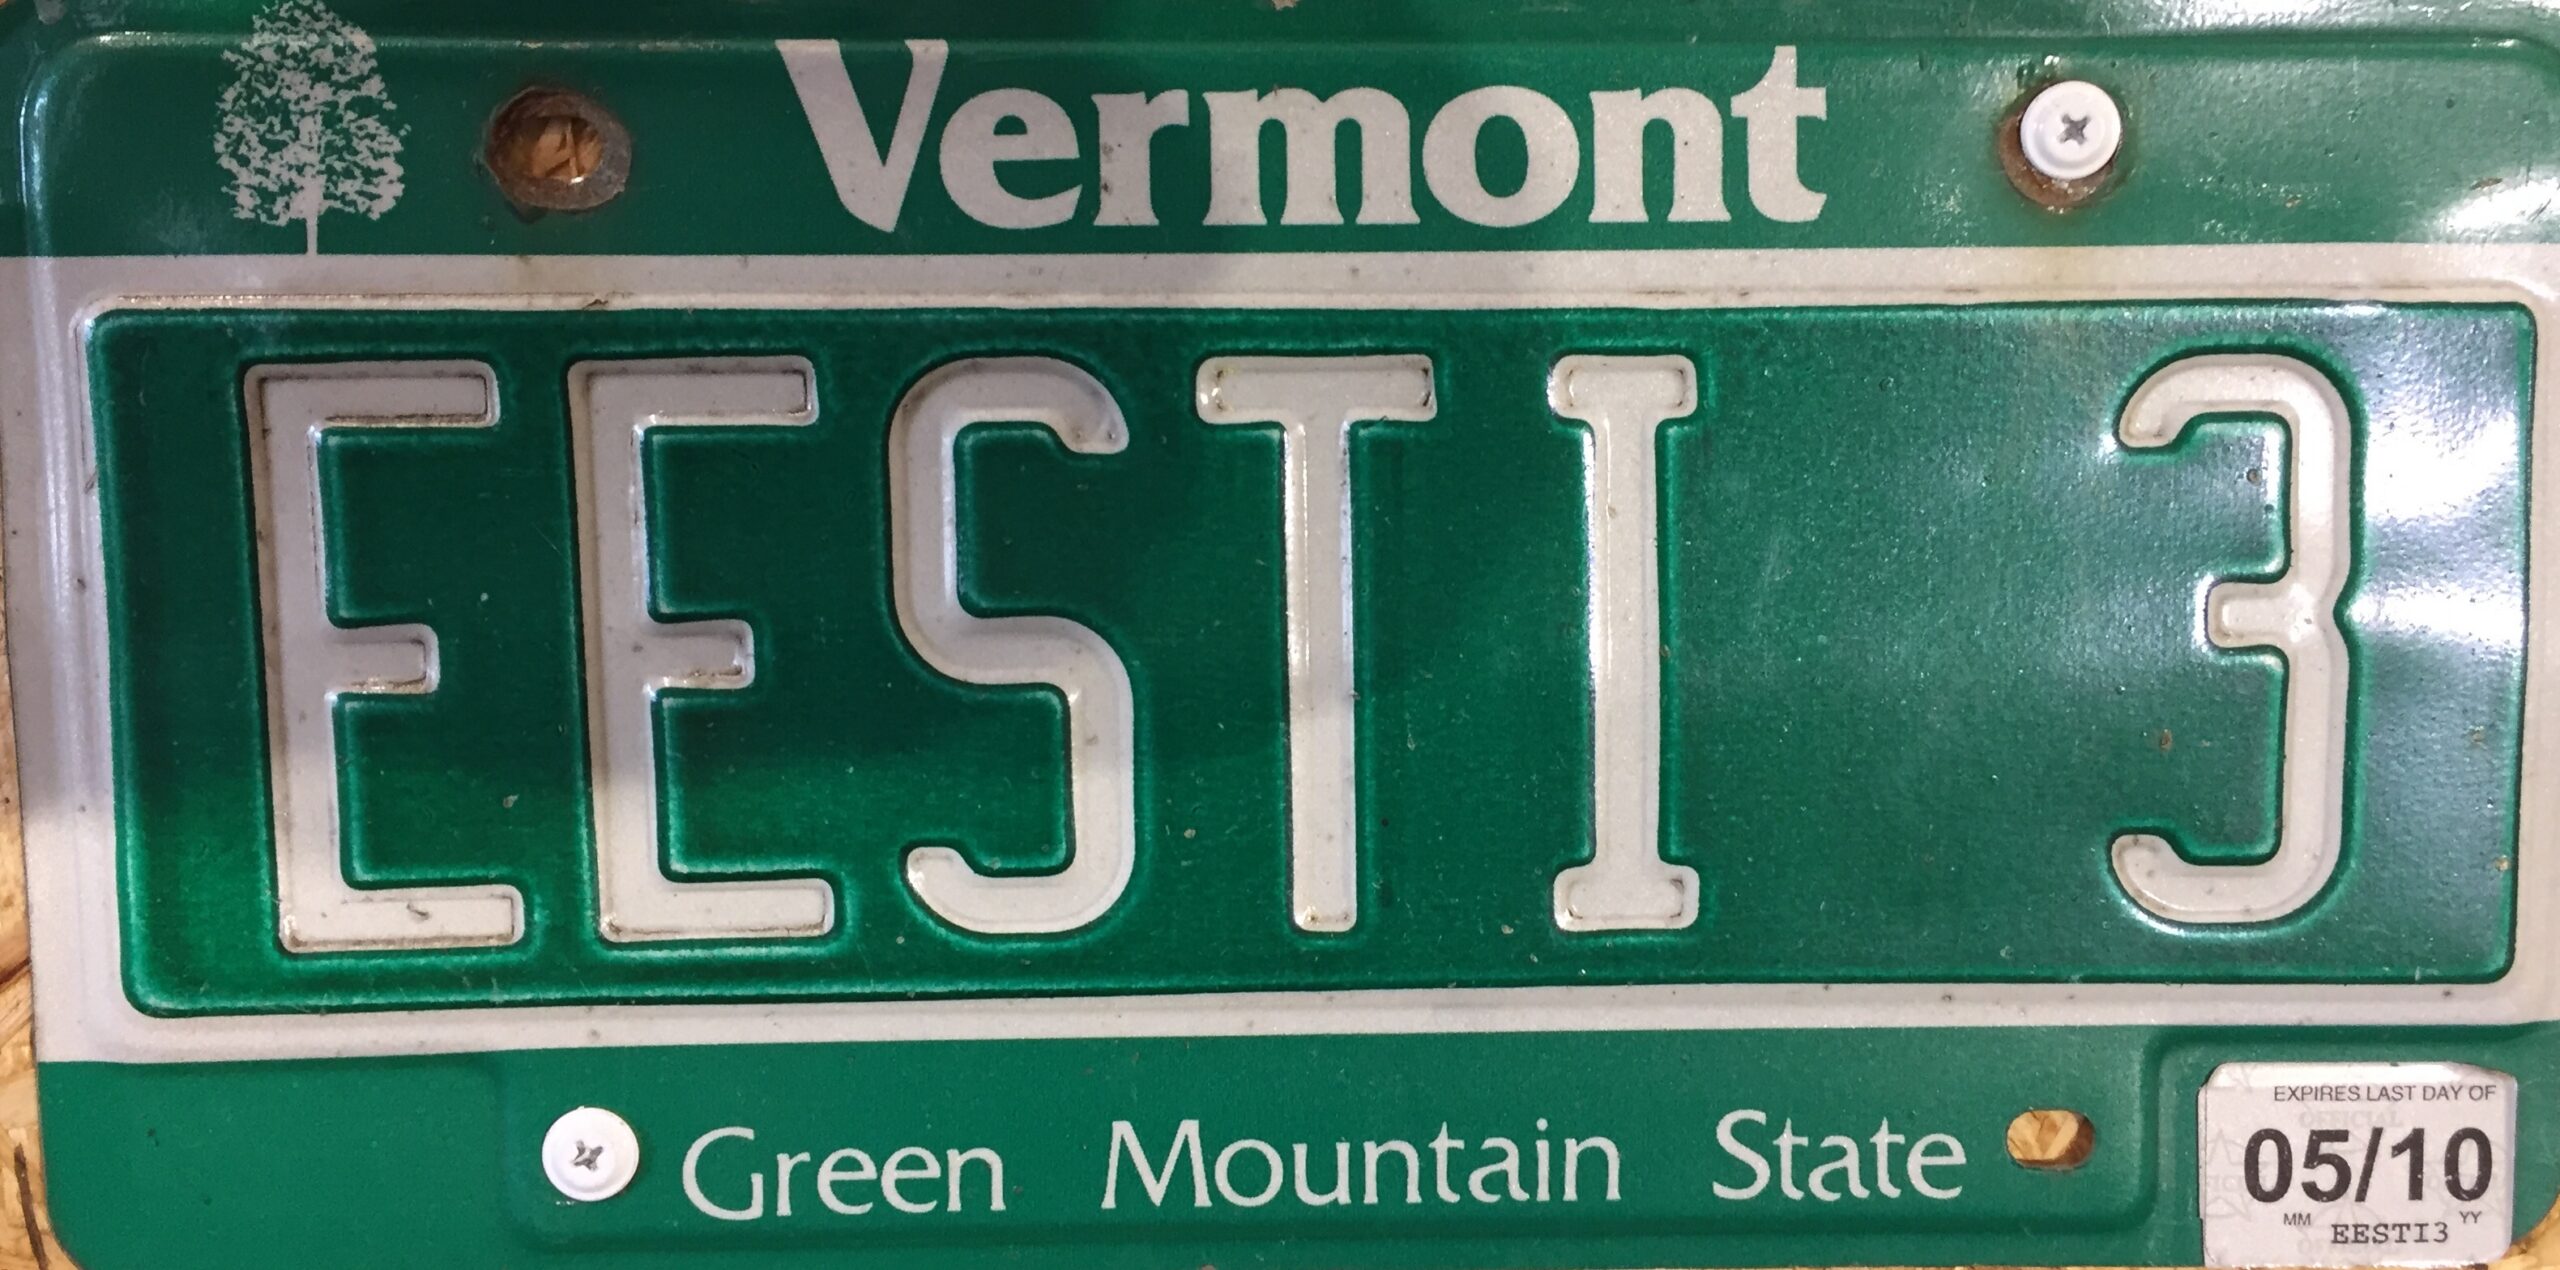 Vermont
EESTI 3
Green Mountain State
EXPIRES LAST DAY OF
05/10
MM YY
EESTI3